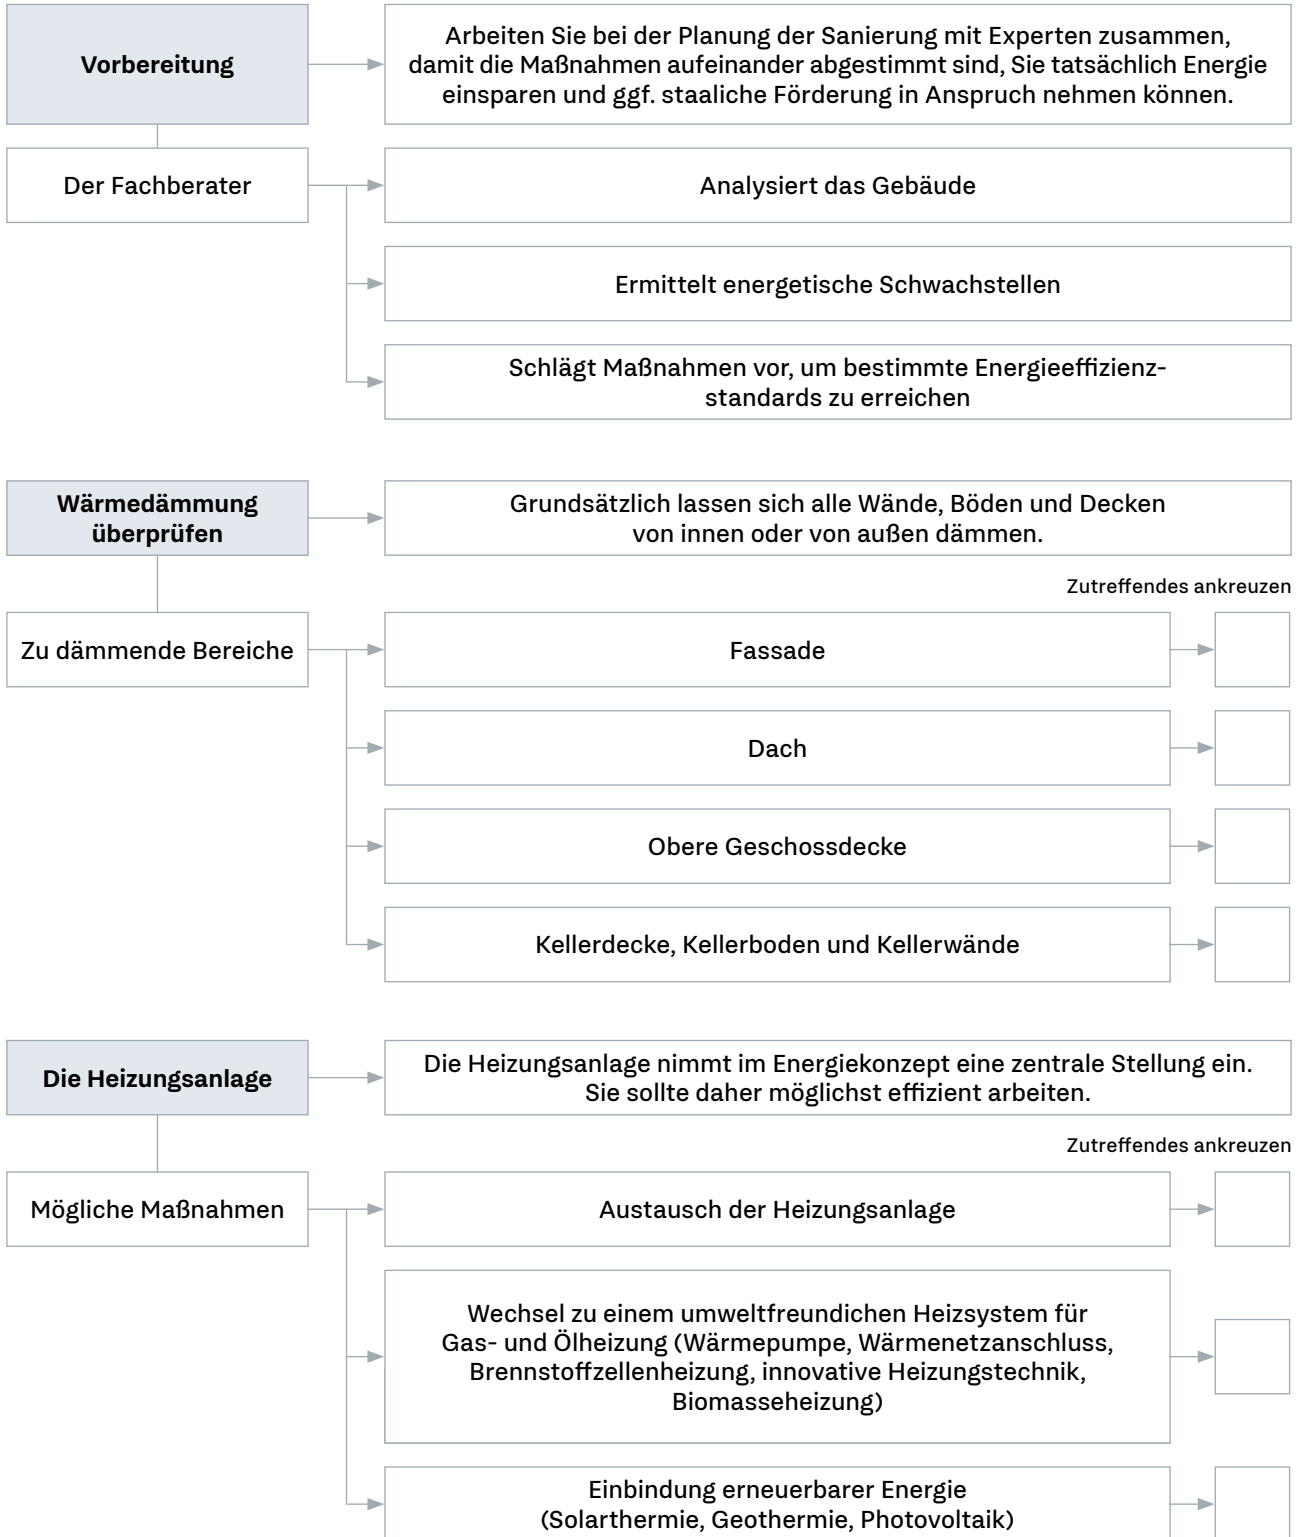 Vorbereitung
Arbeiten Sie bei der Planung der Sanierung mit Experten zusammen,
damit die Maßnahmen aufeinander abgestimmt sind, Sie tatsächlich Energie
einsparen und ggf. staaliche Förderung in Anspruch nehmen können.
Der Fachberater
Analysiert das Gebäude
Ermittelt energetische Schwachstellen
Schlägt Maßnahmen vor, um bestimmte Energieeffizienz-
standards zu erreichen
Wärmedämmung
überprüfen
Grundsätzlich lassen sich alle Wände, Böden und Decken
von innen oder von außen dämmen.
Zutreffendes ankreuzen
Zu dämmende Bereiche
Fassade
Dach
Obere Geschossdecke
Kellerdecke, Kellerboden und Kellerwände
Die Heizungsanlage
Die Heizungsanlage nimmt im Energiekonzept eine zentrale Stellung ein.
Sie sollte daher möglichst effizient arbeiten.
Zutreffendes ankreuzen
Mögliche Maßnahmen
Austausch der Heizungsanlage
Wechsel zu einem umweltfreundichen Heizsystem für
Gas- und Ölheizung (Wärmepumpe, Wärmenetzanschluss,
Brennstoffzellenheizung, innovative Heizungstechnik,
Biomasseheizung)
Einbindung erneuerbarer Energie
(Solarthermie, Geothermie, Photovoltaik)